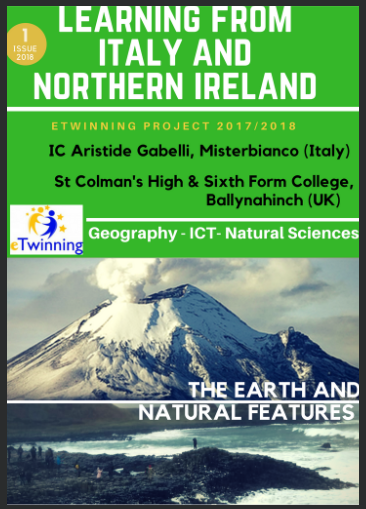 LEARNING FROM
ITALY AND
NORTHERN IRELAND
1
ISSUE
2018
ETWINNING PROJECT 2017/2018
IC Aristide Gabelli, Misterbianco (Italy)
St Colman's High & Sixth Form College,
Ballynahinch (UK)
eTwinning
Geography - ICT- Natural Sciences
THE EARTH AND
NATURAL FEATURES